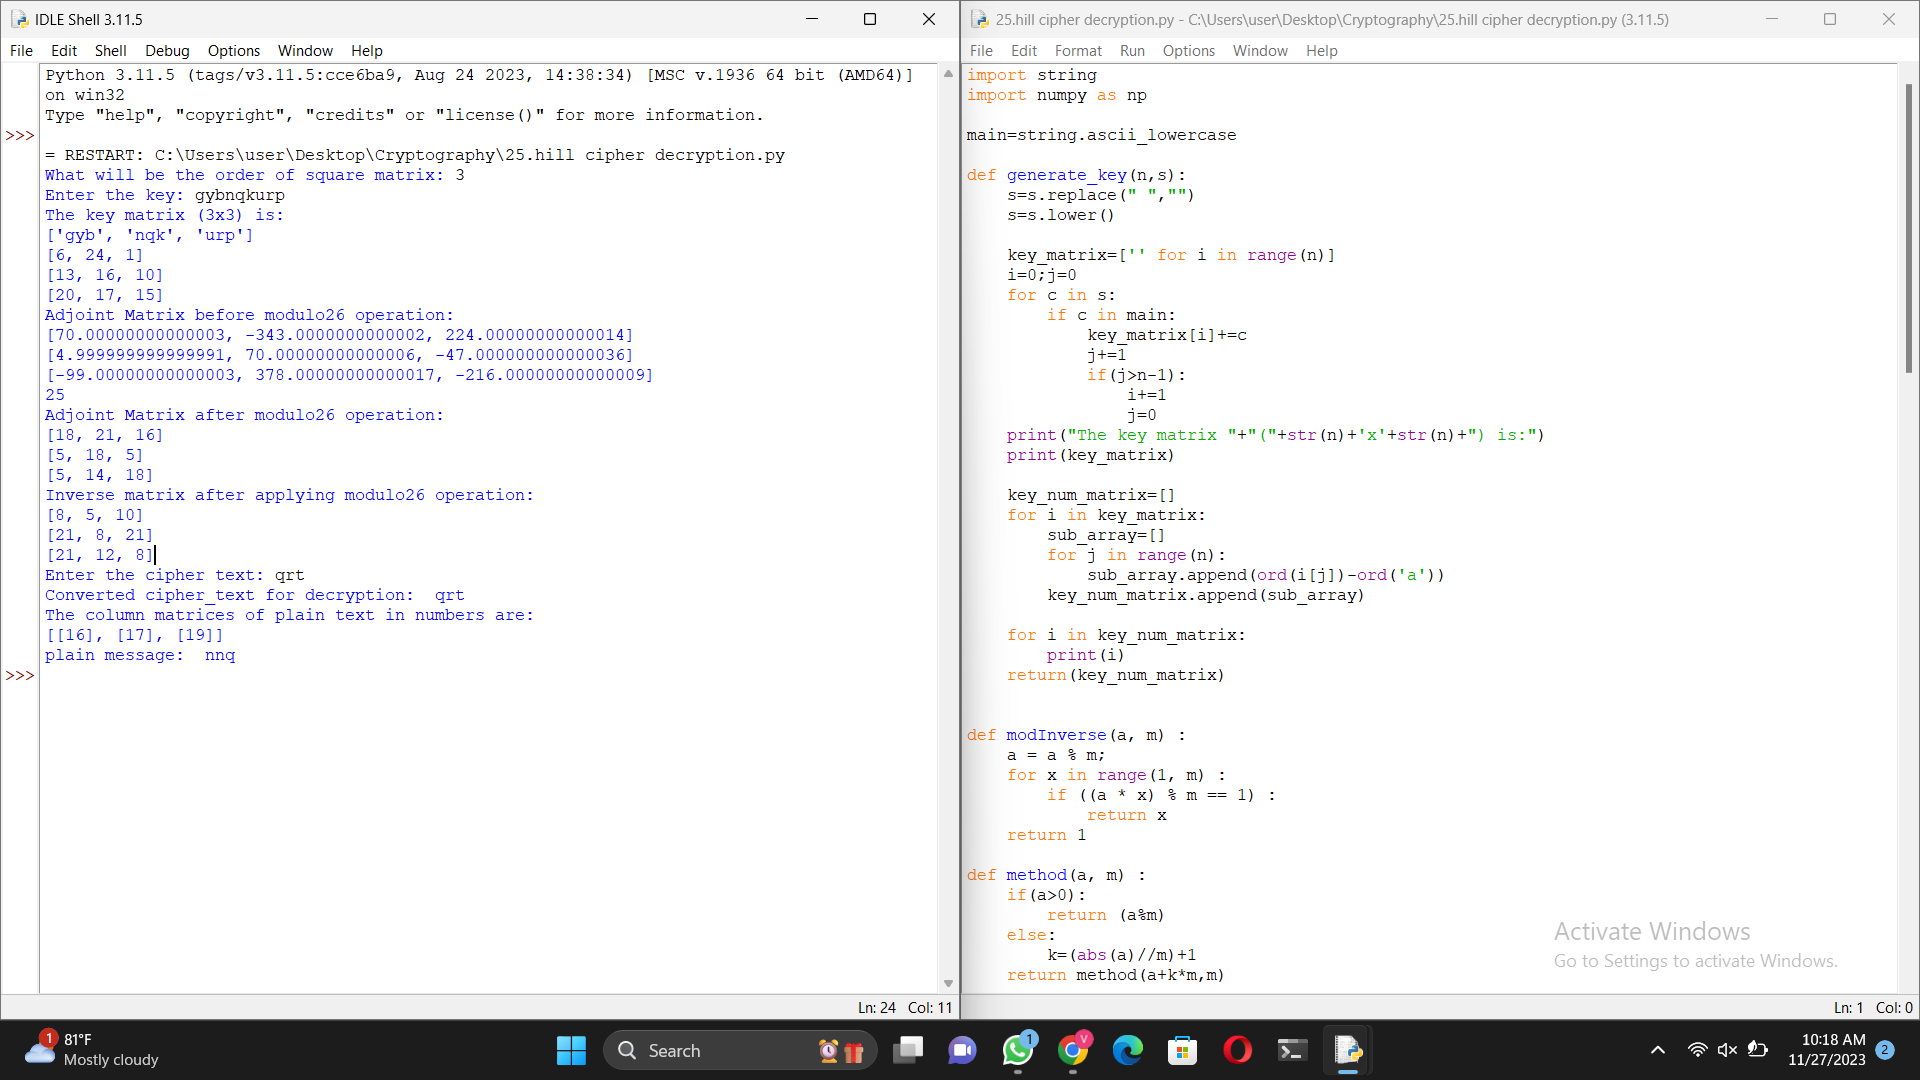 IDLE Shell 3.11.5
File Edit Shell Debug Options Window Help
Python 3.11.5 (tags/v3.11.5:cce6ba9, Aug 24 2023, 14:38:34) [MSC v.1936 64 bit (AMD64)]
on win32
Type "help", "copyright", "credits" or "license()" for more information.
>>>
= RESTART: C:\Users\user\Desktop\Cryptography\25.hill cipher decryption.py
What will be the order of square matrix: 3
Enter the key: gybnqkurp
The key matrix (3x3) is:
['gyb', 'nqk', 'urp']
[6, 24, 1]
[13, 16, 10]
[20, 17, 15]
Adjoint Matrix before modulo26 operation:
[70.00000000000003, -343.0000000000002, 224.00000000000014]
[4.999999999999991, 70.00000000000006, -47.000000000000036]
[-99.00000000000003, 378.00000000000017, -216.00000000000009]
25
Adjoint Matrix after modulo26 operation:
[18, 21, 16]
[5, 18, 5]
[5, 14, 18]
Inverse matrix after applying modulo26 operation:
[8, 5, 10]
[21, 8, 21]
[21, 12, 8]
Enter the cipher text: qrt
Converted cipher_text for decryption:  qrt
The column matrices of plain text in numbers are:
[[16], [17], [19]]
plain message:  nnq
>>>
Ln: 24 Col: 11
25.hill cipher decryption.py - C:\Users\user\Desktop\Cryptography\25.hill cipher decryption.py (3.11.5)
File Edit Format Run Options Window Help
import string
import numpy as np
main=string.ascii_lowercase
def generate_key(n,s):
    s=s.replace(" ","")
    s=s.lower()
    key_matrix=['' for i in range(n)]
    i=0;j=0
    for c in s:
        if c in main:
            key_matrix[i]+=c
            j+=1
            if(j>n-1):
                i+=1
                j=0
    print("The key matrix "+"("+str(n)+'x'+str(n)+") is:")
    print(key_matrix)
    key_num_matrix=[]
    for i in key_matrix:
        sub_array=[]
        for j in range(n):
            sub_array.append(ord(i[j])-ord('a'))
        key_num_matrix.append(sub_array)
    for i in key_num_matrix:
        print(i)
    return(key_num_matrix)
def modInverse(a, m) :
    a = a % m;
    for x in range(1, m) :
        if ((a * x) % m == 1) :
            return x
    return 1
def method(a, m) :
    if(a>0):
        return (a%m)
    else:
        k=(abs(a)//m)+1
    return method(a+k*m,m)
Activate Windows
Go to Settings to activate Windows.
Ln: 1 Col: 0
1
81°F
Mostly cloudy
Search
1
V
10:18 AM
11/27/2023
2